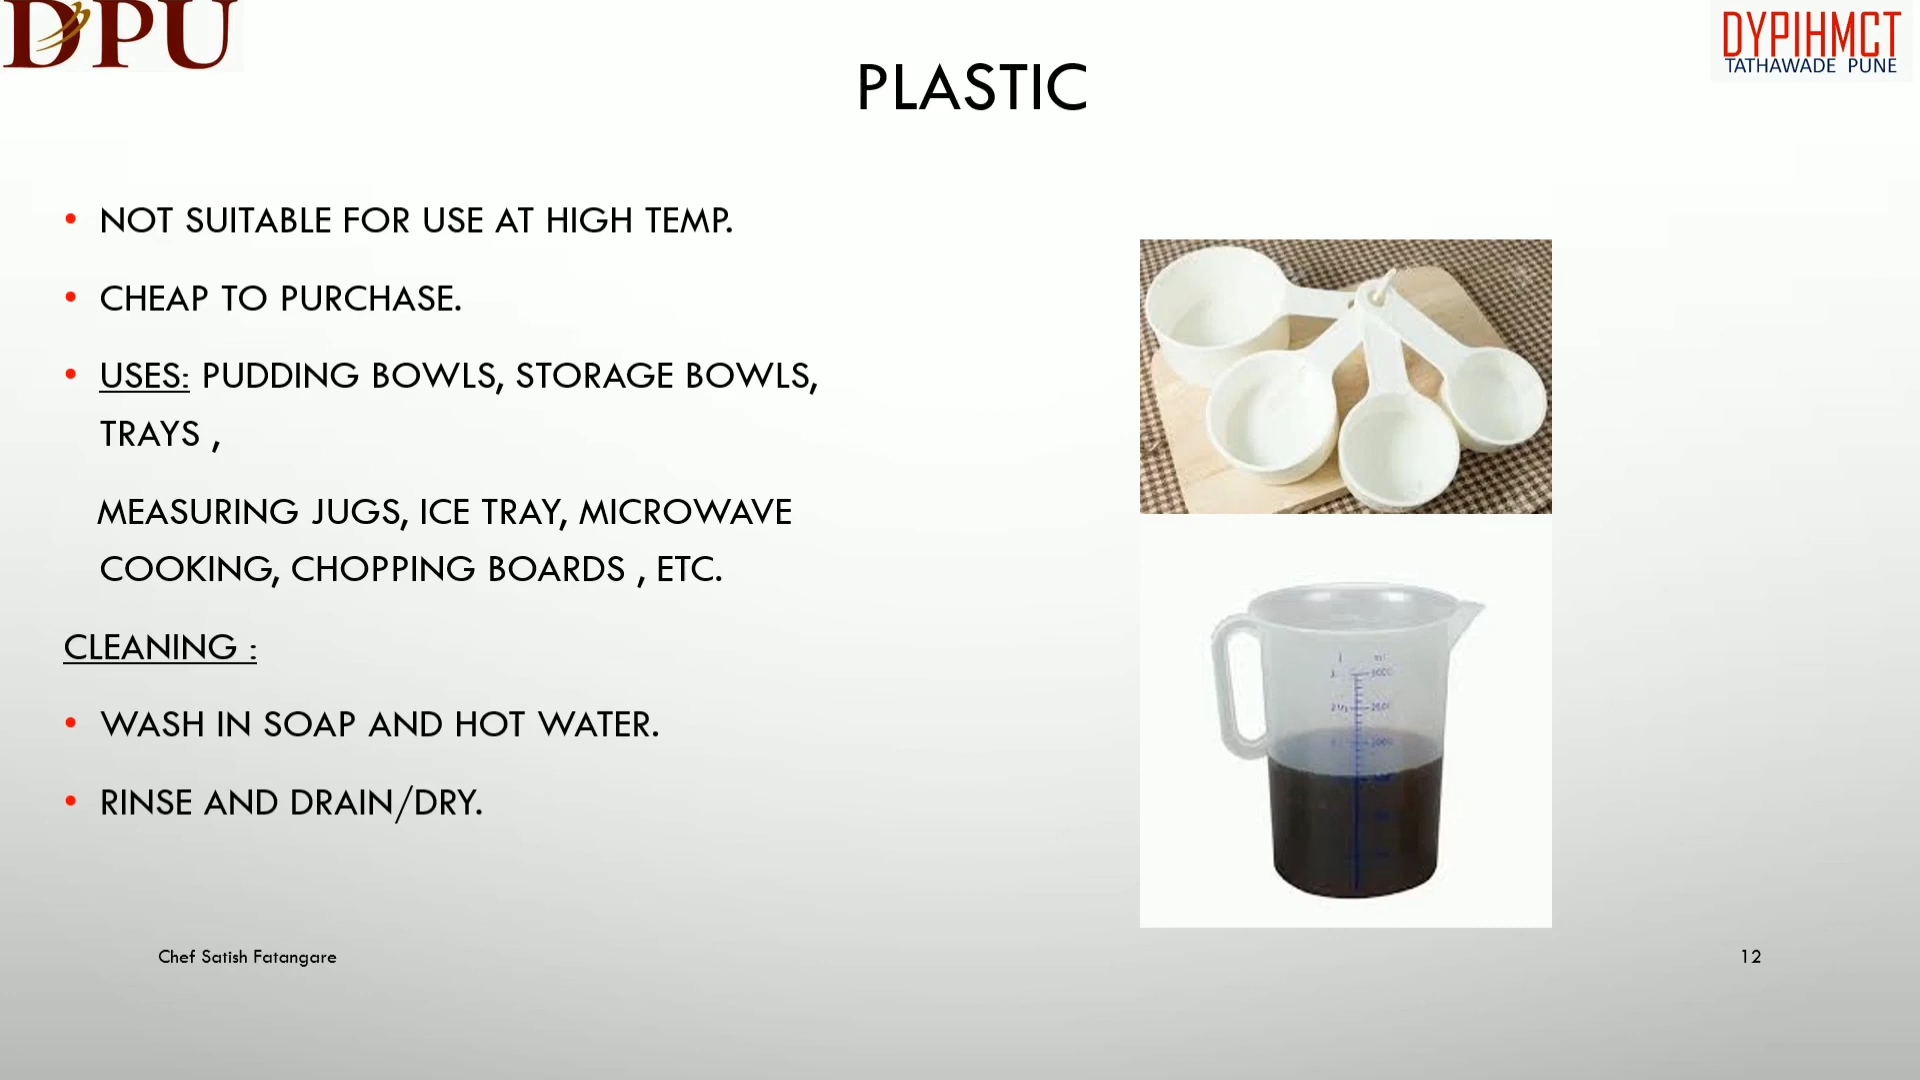 DPU
DYPIHMCT
TATHAWADE PUNE
PLASTIC
• NOT SUITABLE FOR USE AT HIGH TEMP.
• CHEAP TO PURCHASE.
• USES: PUDDING BOWLS, STORAGE BOWLS,
TRAYS ,
MEASURING JUGS, ICE TRAY, MICROWAVE
COOKING, CHOPPING BOARDS , ETC.
CLEANING :
• WASH IN SOAP AND HOT WATER.
• RINSE AND DRAIN/DRY.
Chef Satish Fatangare
12